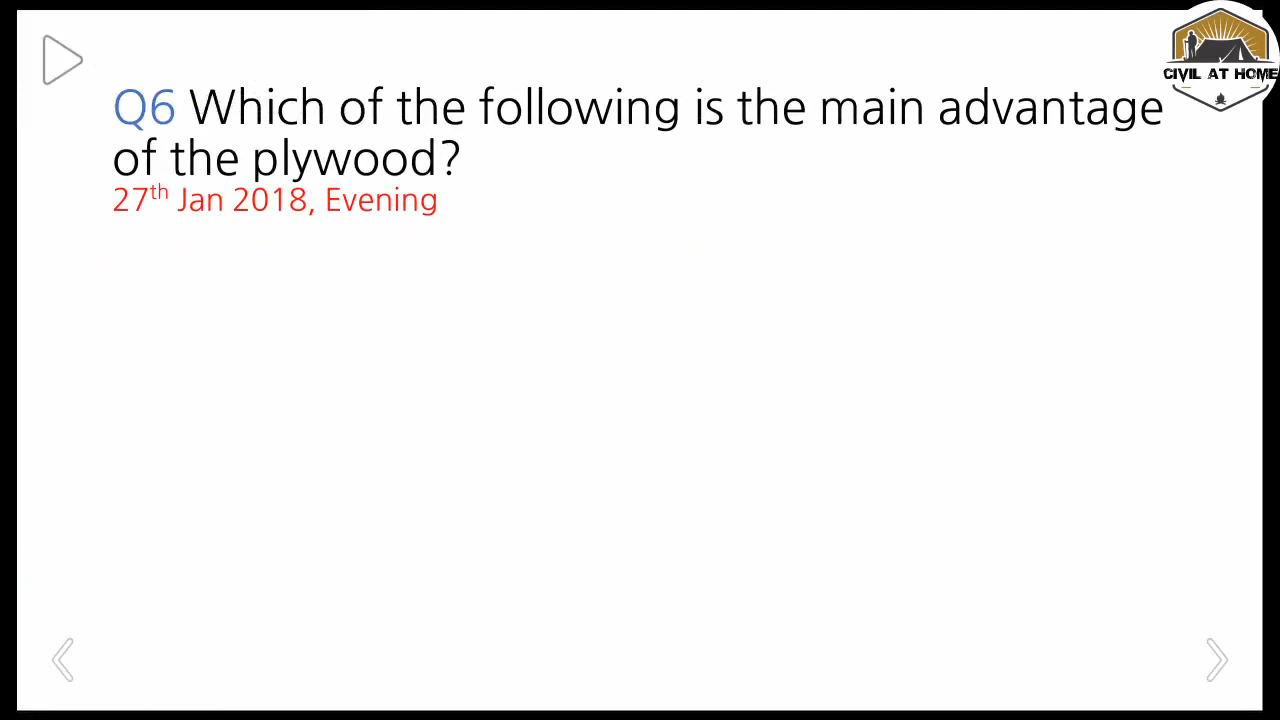 CIVIL AT HOME
Q6 Which of the following is the main advantage
of the plywood?
27th Jan 2018, Evening